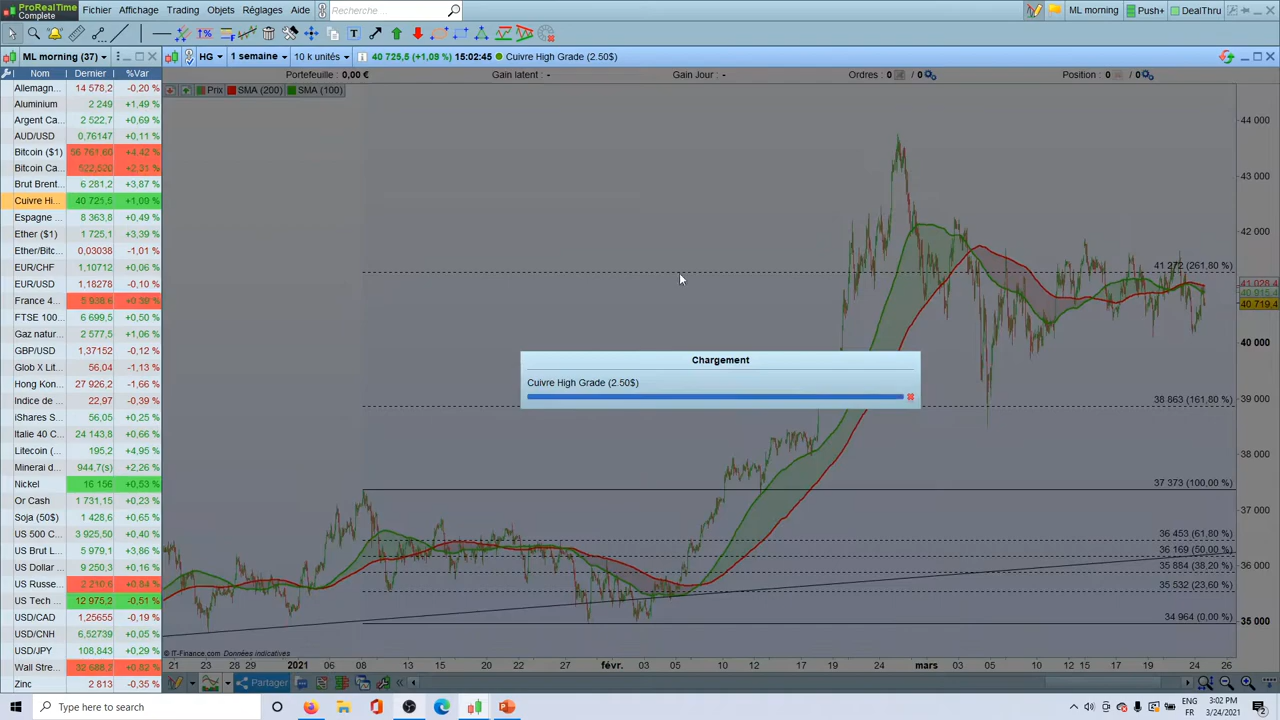 ProRealTime
Complete
Fichier Affichage Trading Objets Réglages Aide Recherche... ML morning Push+ DealThru
ML morning (37) HG 1 semaine 10 k unités 40 725,5 (+1,09 %) 15:02:45 Cuivre High Grade (2.50$)
Portefeuille : 0,00 € Gain latent : - Gain Jour : - Ordres : 0 / 0 Position : 0 / 0
Nom Dernier %Var
Prix SMA (200) SMA (100)
Allemagn... 14 578,2 -0,20 %
Aluminium 2 249 +1,49 %
Argent Ca... 2 522,7 +0,69 %
AUD/USD 0,76147 +0,11 %
Bitcoin ($1) 56 761,60 +4,42 %
Bitcoin Ca... 522,520 +2,31 %
Brut Brent... 6 281,2 +3,87 %
Cuivre Hi... 40 725,5 +1,09 %
Espagne ... 8 363,8 +0,49 %
Ether ($1) 1 725,1 +3,39 %
Ether/Bitc... 0,03038 -1,01 %
EUR/CHF 1,10712 +0,06 %
EUR/USD 1,18278 -0,10 %
France 4... 5 938,6 +0,39 %
FTSE 100... 6 699,5 +0,50 %
Gaz natur... 2 577,5 +1,06 %
GBP/USD 1,37152 -0,12 %
Glob X Lit... 56,04 -1,13 %
Hong Kon... 27 926,2 -1,66 %
Indice de ... 22,97 -0,39 %
iShares S... 56,05 +0,25 %
Italie 40 C... 24 143,8 +0,66 %
Litecoin (... 195,2 +4,95 %
Minerai d... 944,7(s) +2,26 %
Nickel 16 156 +0,53 %
Or Cash 1 731,15 +0,23 %
Soja (50$) 1 428,6 +0,65 %
US 500 C... 3 925,50 +0,40 %
US Brut L... 5 979,1 +3,86 %
US Dollar ... 9 250,3 +0,16 %
US Russe... 2 210,6 +0,84 %
US Tech ... 12 975,2 -0,51 %
USD/CAD 1,25655 -0,19 %
USD/CNH 6,52739 +0,05 %
USD/JPY 108,843 +0,29 %
Wall Stre... 32 688,2 +0,82 %
Zinc 2 813 -0,35 %
44 000
43 000
42 000
41 272 (261,80 %)
41 028,4
40 719,4
40 000
Chargement
Cuivre High Grade (2.50$)
39 000
38 863 (161,80 %)
38 000
37 373 (100,00 %)
37 000
36 453 (61,80 %)
36 169 (50,00 %)
36 000
35 884 (38,20 %)
35 532 (23,60 %)
34 964 (0,00 %)
35 000
© IT-Finance.com Données indicatives
21 23 28 29 2021 06 08 13 15 20 22 27 févr. 03 05 10 12 17 19 24 mars 03 05 10 12 15 17 19 24 26
Partager
Type here to search
ENG 3:02 PM
FR 3/24/2021
2